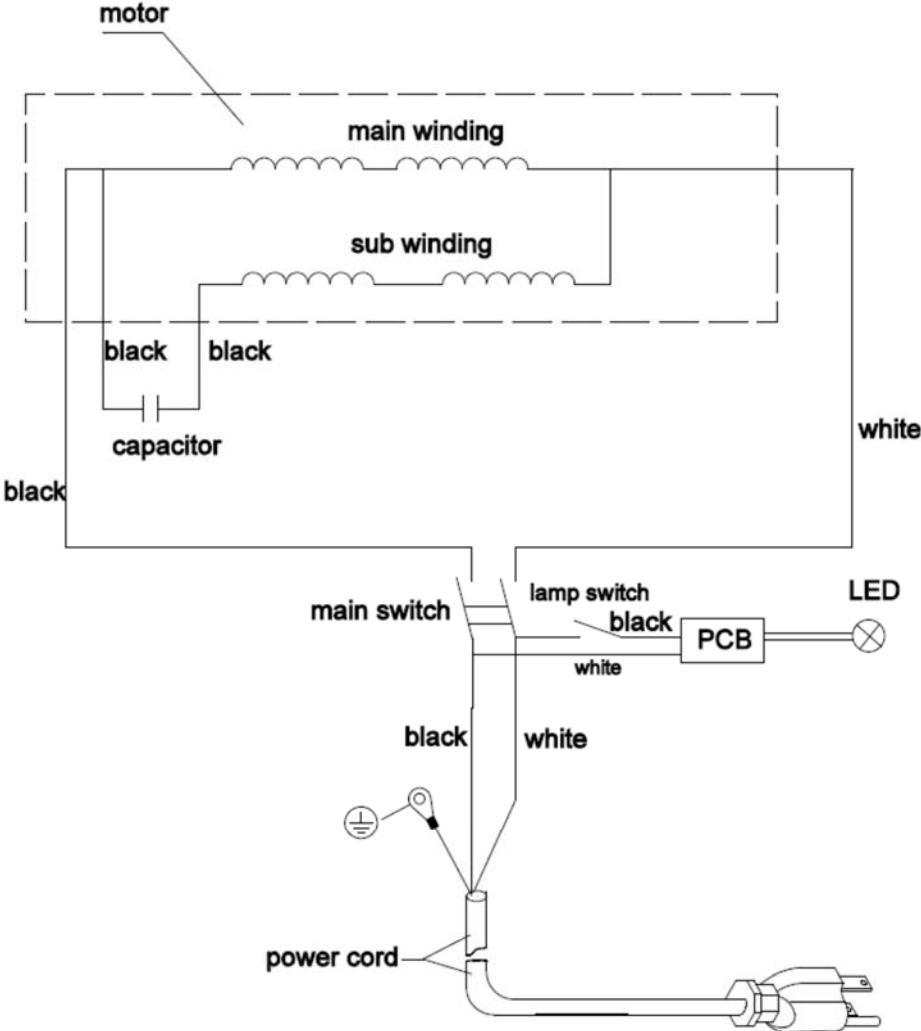 motor
main winding
sub winding
black
black
capacitor
white
black
main switch
lamp switch
black
LED
PCB
white
black
white
power cord